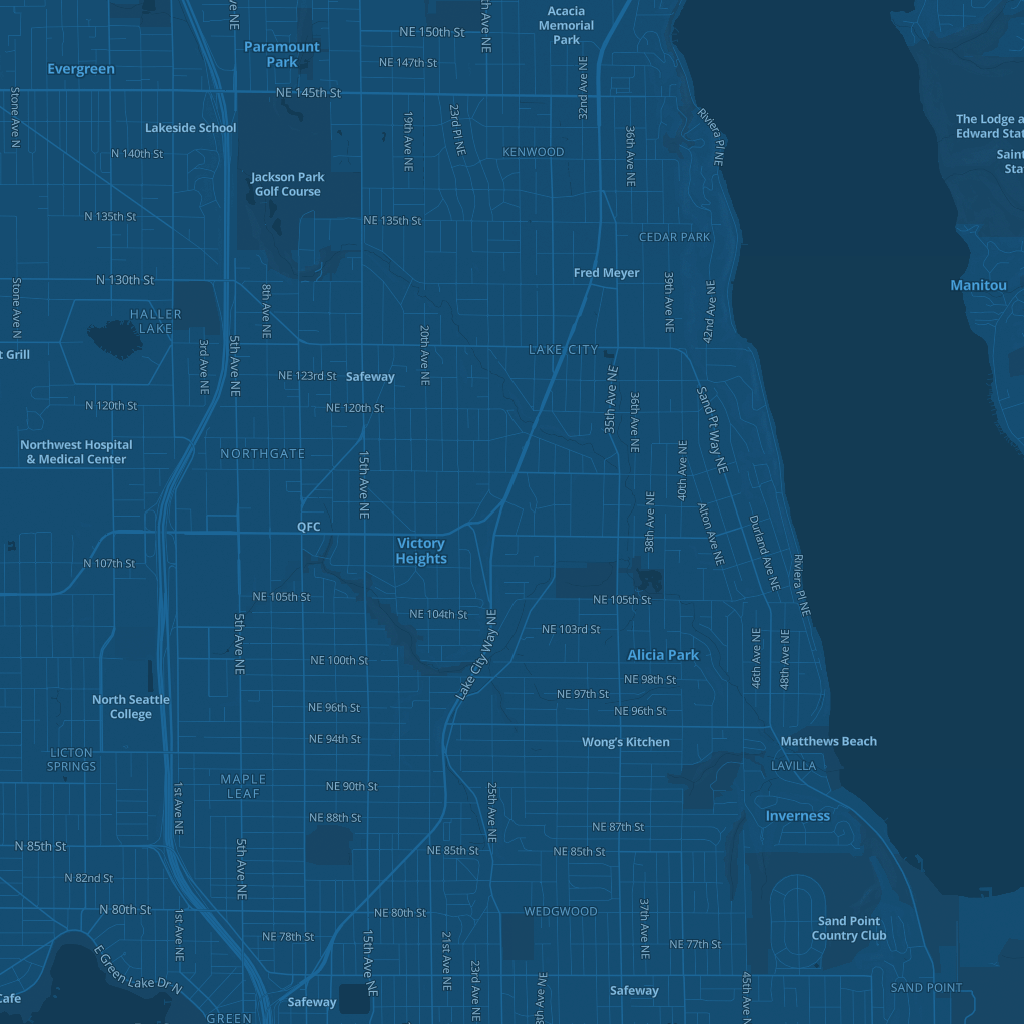 Acacia
Memorial
Park
NE 150th St
Paramount
Park
NE 147th St
Evergreen
32nd Ave NE
NE 145th St
Stone Ave N
19th Ave NE
23rd Pl NE
Riviera Pl NE
The Lodge a
Edward Stat
Lakeside School
36th Ave NE
N 140th St
KENWOOD
Saint
Sta
Jackson Park
Golf Course
N 135th St
NE 135th St
CEDAR PARK
Fred Meyer
N 130th St
Manitou
Stone Ave N
8th Ave NE
39th Ave NE
42nd Ave NE
HALLER
LAKE
t Grill
3rd Ave NE
5th Ave NE
20th Ave NE
LAKE CITY
NE 123rd St
Safeway
N 120th St
NE 120th St
35th Ave NE
36th Ave NE
Sand Pt Way NE
Northwest Hospital
& Medical Center
NORTHGATE
15th Ave NE
40th Ave NE
QFC
38th Ave NE
Alton Ave NE
Durland Ave NE
Victory
Heights
N 107th St
Riviera Pl NE
NE 105th St
NE 105th St
5th Ave NE
NE 104th St
NE 103rd St
Lake City Way NE
Alicia Park
46th Ave NE
48th Ave NE
NE 100th St
NE 98th St
North Seattle
College
NE 97th St
NE 96th St
NE 96th St
NE 94th St
Wong's Kitchen
Matthews Beach
LICTON
SPRINGS
LAVILLA
MAPLE
LEAF
NE 90th St
1st Ave NE
25th Ave NE
NE 88th St
Inverness
NE 87th St
N 85th St
5th Ave NE
NE 85th St
NE 85th St
N 82nd St
N 80th St
NE 80th St
WEDGWOOD
1st Ave NE
37th Ave NE
Sand Point
Country Club
NE 78th St
15th Ave NE
21st Ave NE
NE 77th St
E Green Lake Dr N
23rd Ave NE
Safeway
SAND POINT
Cafe
Safeway
45th Ave N
GREEN